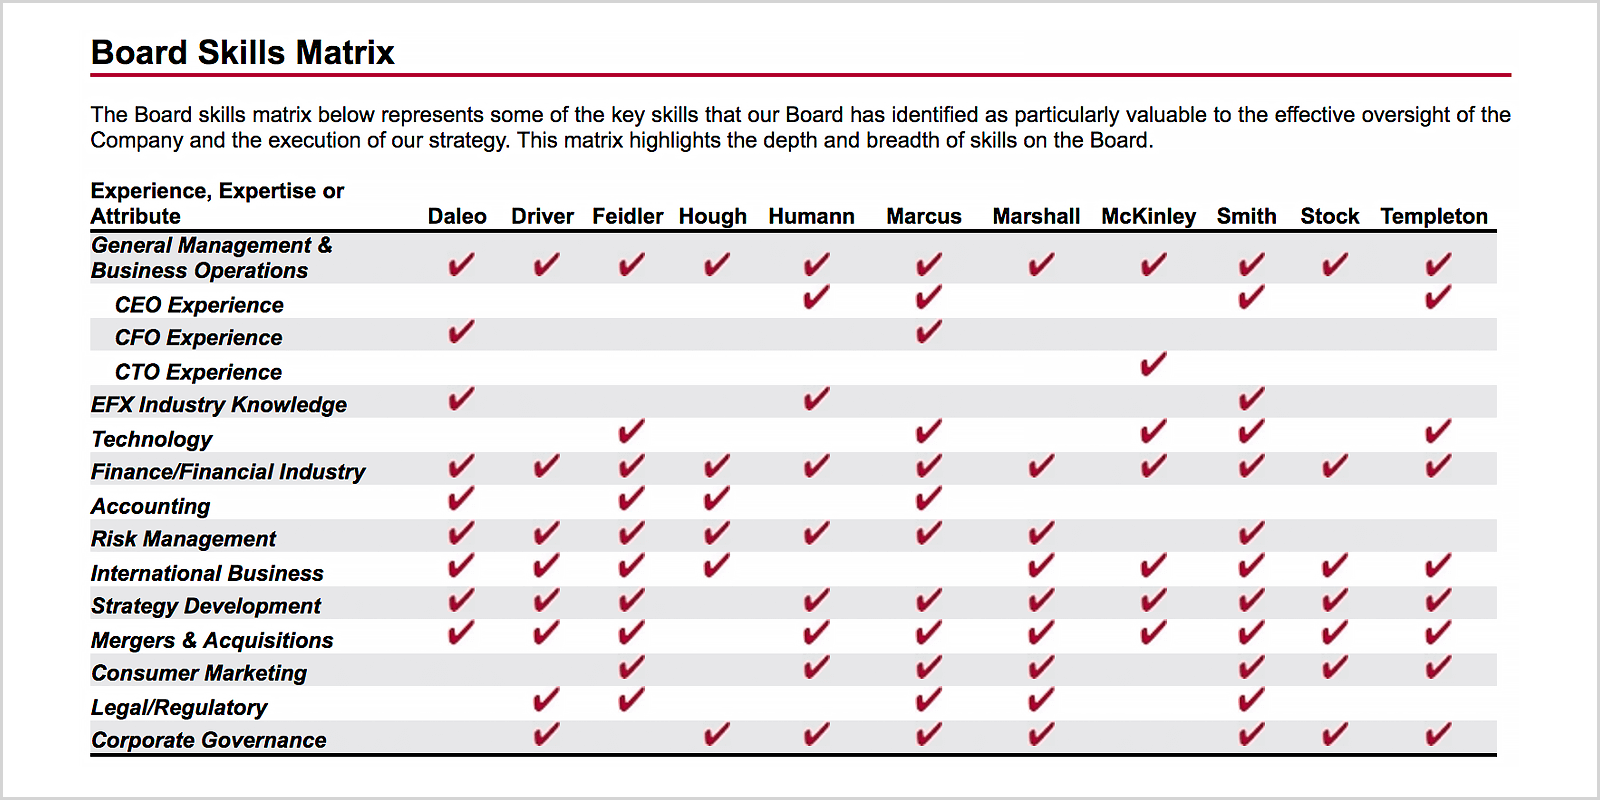 Board Skills Matrix
The Board skills matrix below represents some of the key skills that our Board has identified as particularly valuable to the effective oversight of the
Company and the execution of our strategy. This matrix highlights the depth and breadth of skills on the Board.
Experience, Expertise or
Attribute Daleo Driver Feidler Hough Humann Marcus Marshall McKinley Smith Stock Templeton
General Management &
Business Operations ✔ ✔ ✔ ✔ ✔ ✔ ✔ ✔ ✔ ✔ ✔
CEO Experience ✔ ✔ ✔ ✔
CFO Experience ✔ ✔
CTO Experience ✔
EFX Industry Knowledge ✔ ✔ ✔
Technology ✔ ✔ ✔ ✔ ✔
Finance/Financial Industry ✔ ✔ ✔ ✔ ✔ ✔ ✔ ✔ ✔ ✔ ✔
Accounting ✔ ✔ ✔ ✔
Risk Management ✔ ✔ ✔ ✔ ✔ ✔ ✔ ✔
International Business ✔ ✔ ✔ ✔ ✔ ✔ ✔ ✔ ✔
Strategy Development ✔ ✔ ✔ ✔ ✔ ✔ ✔ ✔ ✔ ✔
Mergers & Acquisitions ✔ ✔ ✔ ✔ ✔ ✔ ✔ ✔ ✔ ✔
Consumer Marketing ✔ ✔ ✔ ✔ ✔ ✔ ✔
Legal/Regulatory ✔ ✔ ✔ ✔ ✔
Corporate Governance ✔ ✔ ✔ ✔ ✔ ✔ ✔ ✔